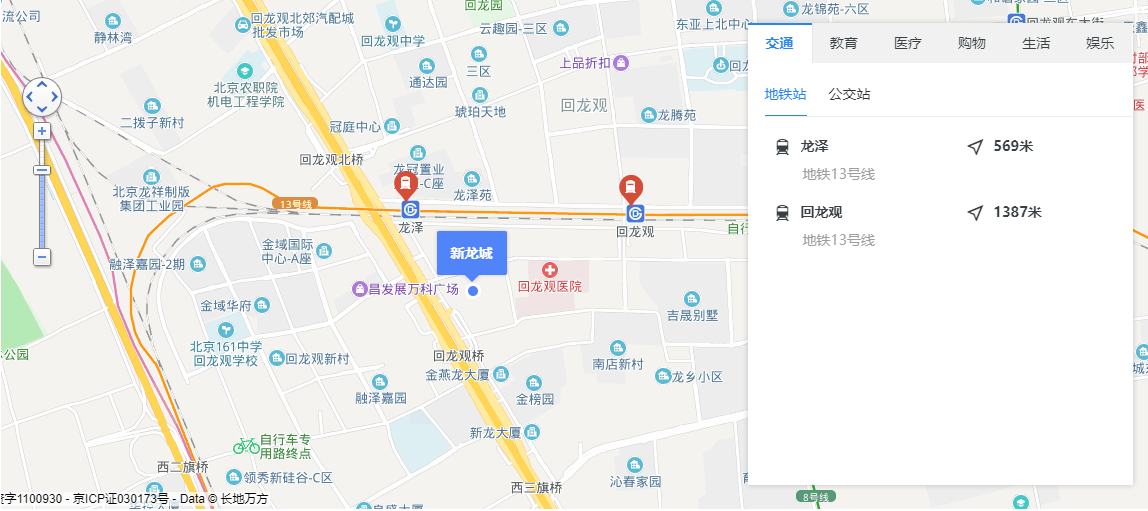 流公司
静林湾
回龙观北郊汽配城
批发市场
回龙观中学
回龙园
云趣园-三区
东亚上北中心
龙锦苑-六区
回龙观东大街
三区
上品折扣
通达园
北京农职院
机电工程学院
琥珀天地
回龙观
龙腾苑
二拨子新村
冠庭中心
回龙观北桥
龙冠置业
-C座
龙泽苑
北京龙祥制版
集团工业园
13号线
龙泽
回龙观
自行
新龙城
金域国际
中心-A座
融泽嘉园-2期
昌发展万科广场
回龙观医院
金域华府
吉晟别墅
北京161中学
回龙观学校
回龙观新村
回龙观桥
金燕龙大厦
南店新村
龙乡小区
融泽嘉园
金榜园
公园
新龙大厦
自行车专
用路终点
西二旗桥
领秀新硅谷-C区
西三旗桥
沁春家园
8号线
字1100930 - 京ICP证030173号 - Data © 长地万方
交通
教育
医疗
购物
生活
娱乐
地铁站
公交站
龙泽
569米
地铁13号线
回龙观
1387米
地铁13号线